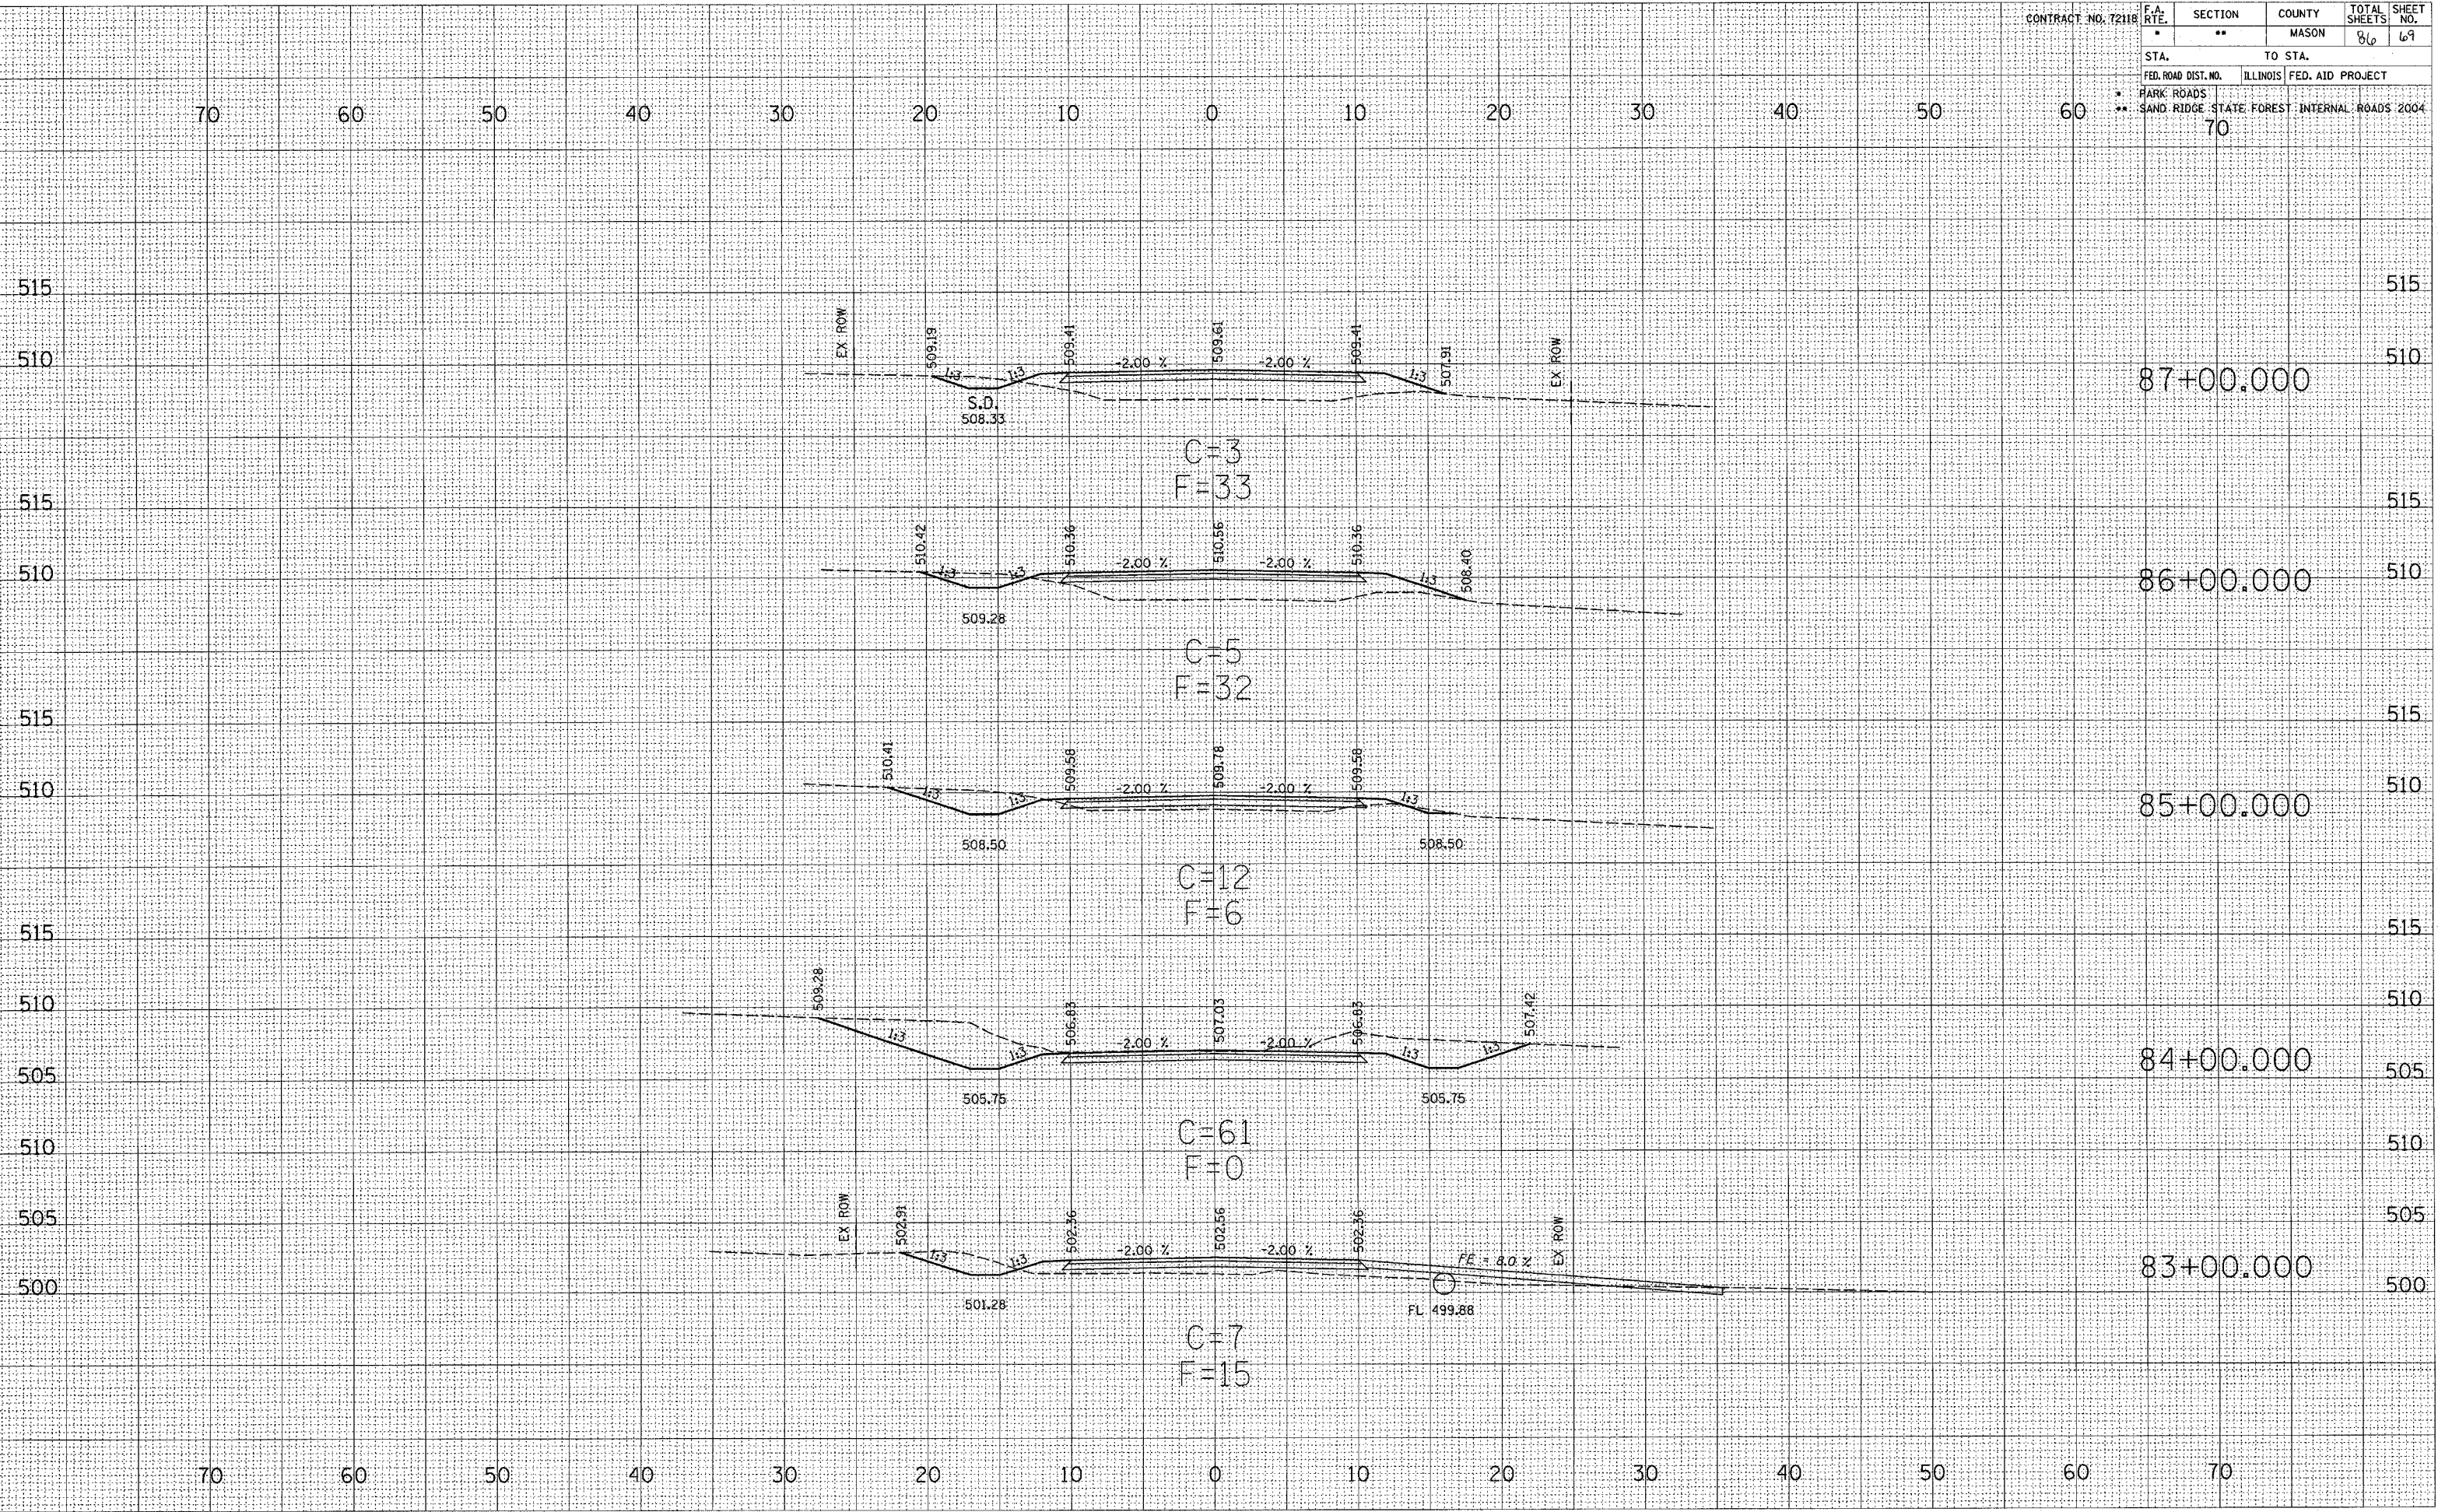 CONTRACT NO. 72118 F.A. RTE. SECTION COUNTY TOTAL SHEETS SHEET NO.
* ** MASON 86 69
STA. TO STA.
FED. ROAD DIST. NO. ILLINOIS FED. AID PROJECT
* PARK ROADS
** SAND RIDGE STATE FOREST INTERNAL ROADS 2004
70 60 50 40 30 20 10 0 10 20 30 40 50 60 70
515 515
EX ROW 509.19 509.41 509.61 509.41 507.91 EX ROW
510 510
1:3 1:3 -2.00 % -2.00 % 1:3
87+00.000
S.D.
508.33
C=3
F=33
515 515
510.42 510.36 510.56 510.36 508.40
510 510
1:3 1:3 -2.00 % -2.00 % 1:3
86+00.000
509.28
C=5
F=32
515 515
510.41 509.58 509.78 509.58
510 510
1:3 1:3 -2.00 % -2.00 % 1:3
85+00.000
508.50 508.50
C=12
F=6
515 515
509.28 506.83 507.03 506.83 507.42
510 510
1:3 1:3 -2.00 % -2.00 % 1:3 1:3
84+00.000
505 505
505.75 505.75
C=61
F=0
510 510
EX ROW 502.91 502.36 502.56 502.36 EX ROW
505 505
1:3 1:3 -2.00 % -2.00 % FE = 8.0 %
83+00.000
500 500
501.28 FL 499.88
C=7
F=15
70 60 50 40 30 20 10 0 10 20 30 40 50 60 70